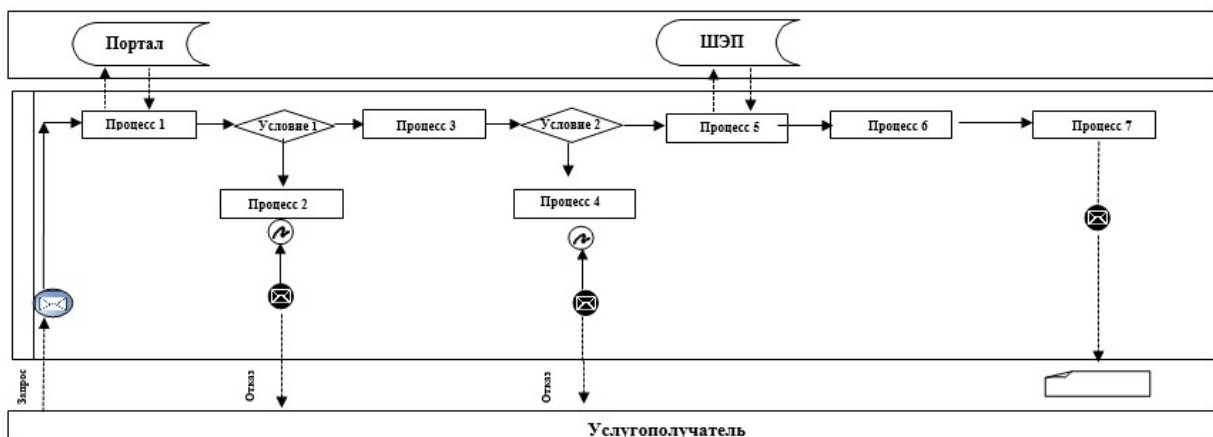 Портал
ШЭП
Процесс 1
Условие 1
Процесс 3
Условие 2
Процесс 5
Процесс 6
Процесс 7
Процесс 2
Процесс 4
Запрос
Отказ
Отказ
Услугополучатель